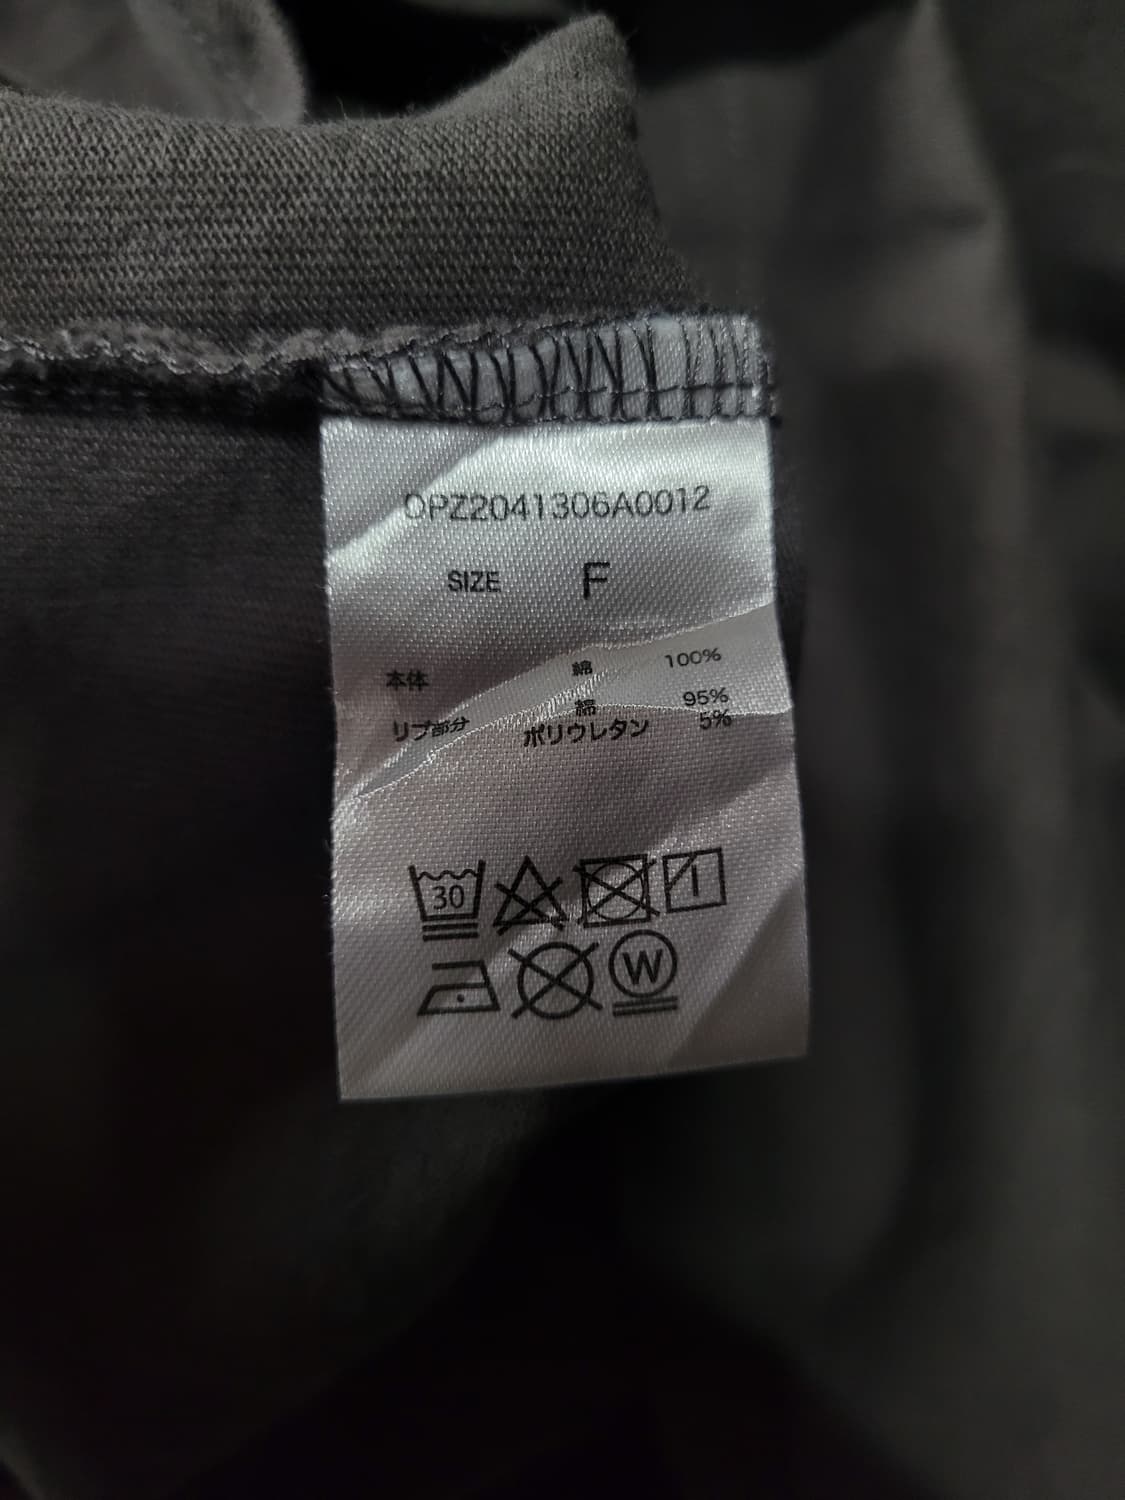 QPZ2041306A0012
SIZE F
本体 綿 100%
リブ部分 綿 95%
ポリウレタン 5%
30
W